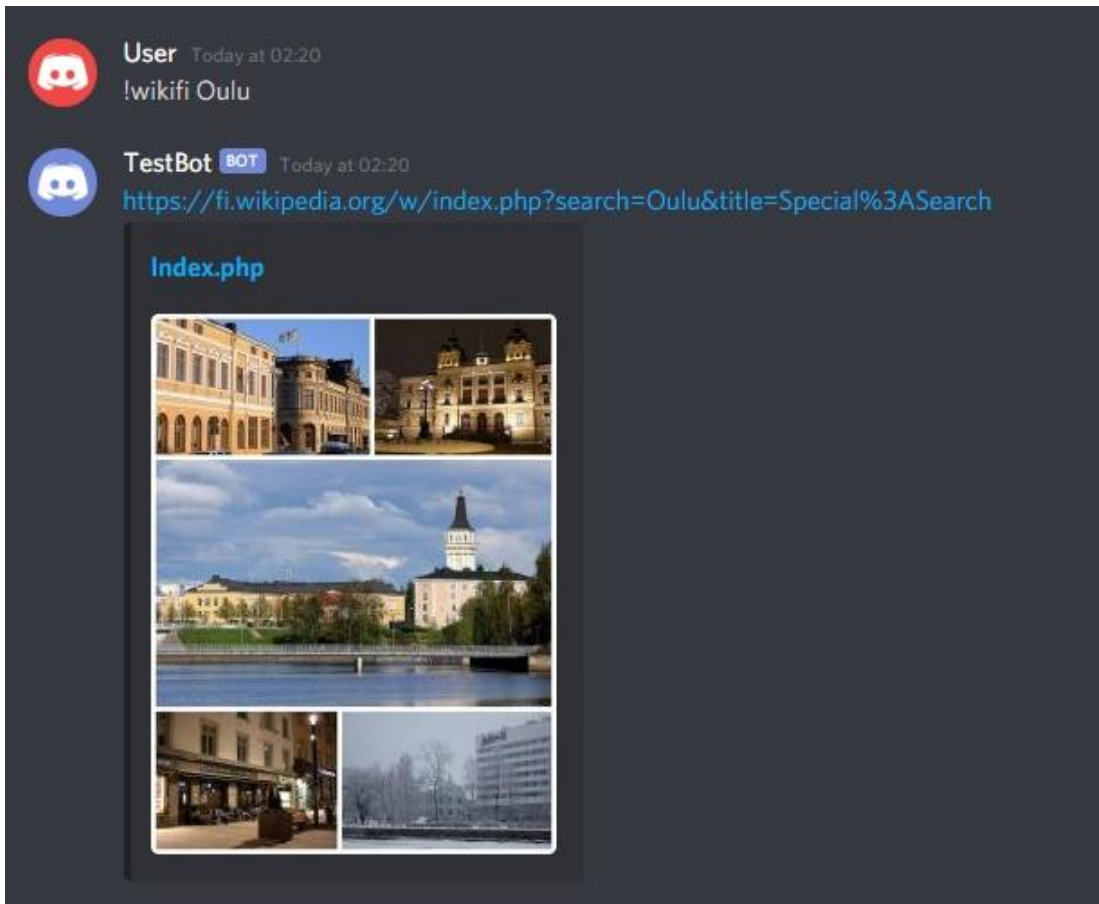 User Today at 02:20
!wikifi Oulu
TestBot BOT Today at 02:20
https://fi.wikipedia.org/w/index.php?search=Oulu&title=Special%3ASearch
Index.php